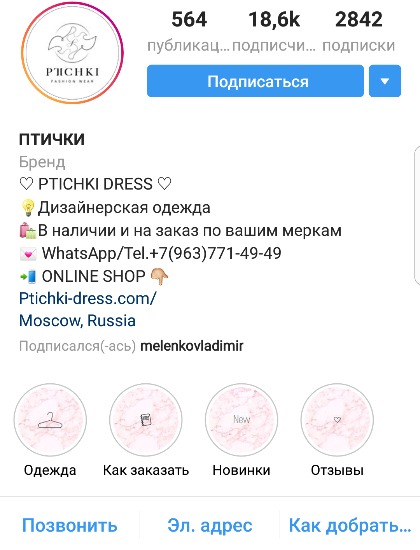 PTICHKI
FASHION WEAR
564 18,6k 2842
публикац... подписчи... подписки
Подписаться
ПТИЧКИ
Бренд
♡ PTICHKI DRESS ♡
💡Дизайнерская одежда
🛍В наличии и на заказ по вашим меркам
💌 WhatsApp/Tel.+7(963)771-49-49
📲 ONLINE SHOP 👇
Ptichki-dress.com/
Moscow, Russia
Подписался(-ась) melenkovladimir
New
Одежда Как заказать Новинки Отзывы
Позвонить Эл. адрес Как добрать...